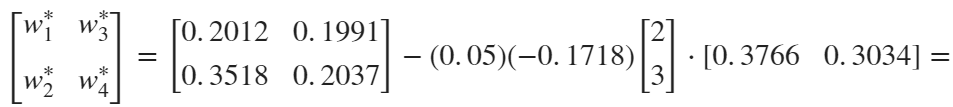 [w₁* w₃*; w₂* w₄*] = [0.2012 0.1991; 0.3518 0.2037] − (0.05)(−0.1718)[2; 3] · [0.3766 0.3034] =